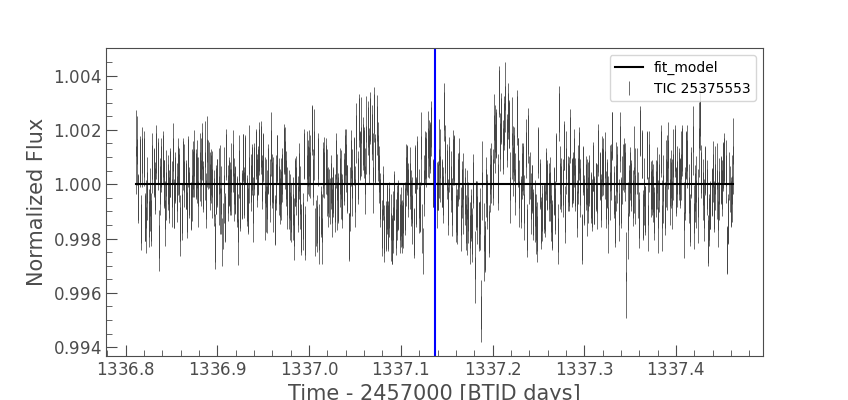 fit_model
TIC 25375553
Normalized Flux
1.004
1.002
1.000
0.998
0.996
0.994
1336.8 1336.9 1337.0 1337.1 1337.2 1337.3 1337.4
Time - 2457000 [BTJD days]